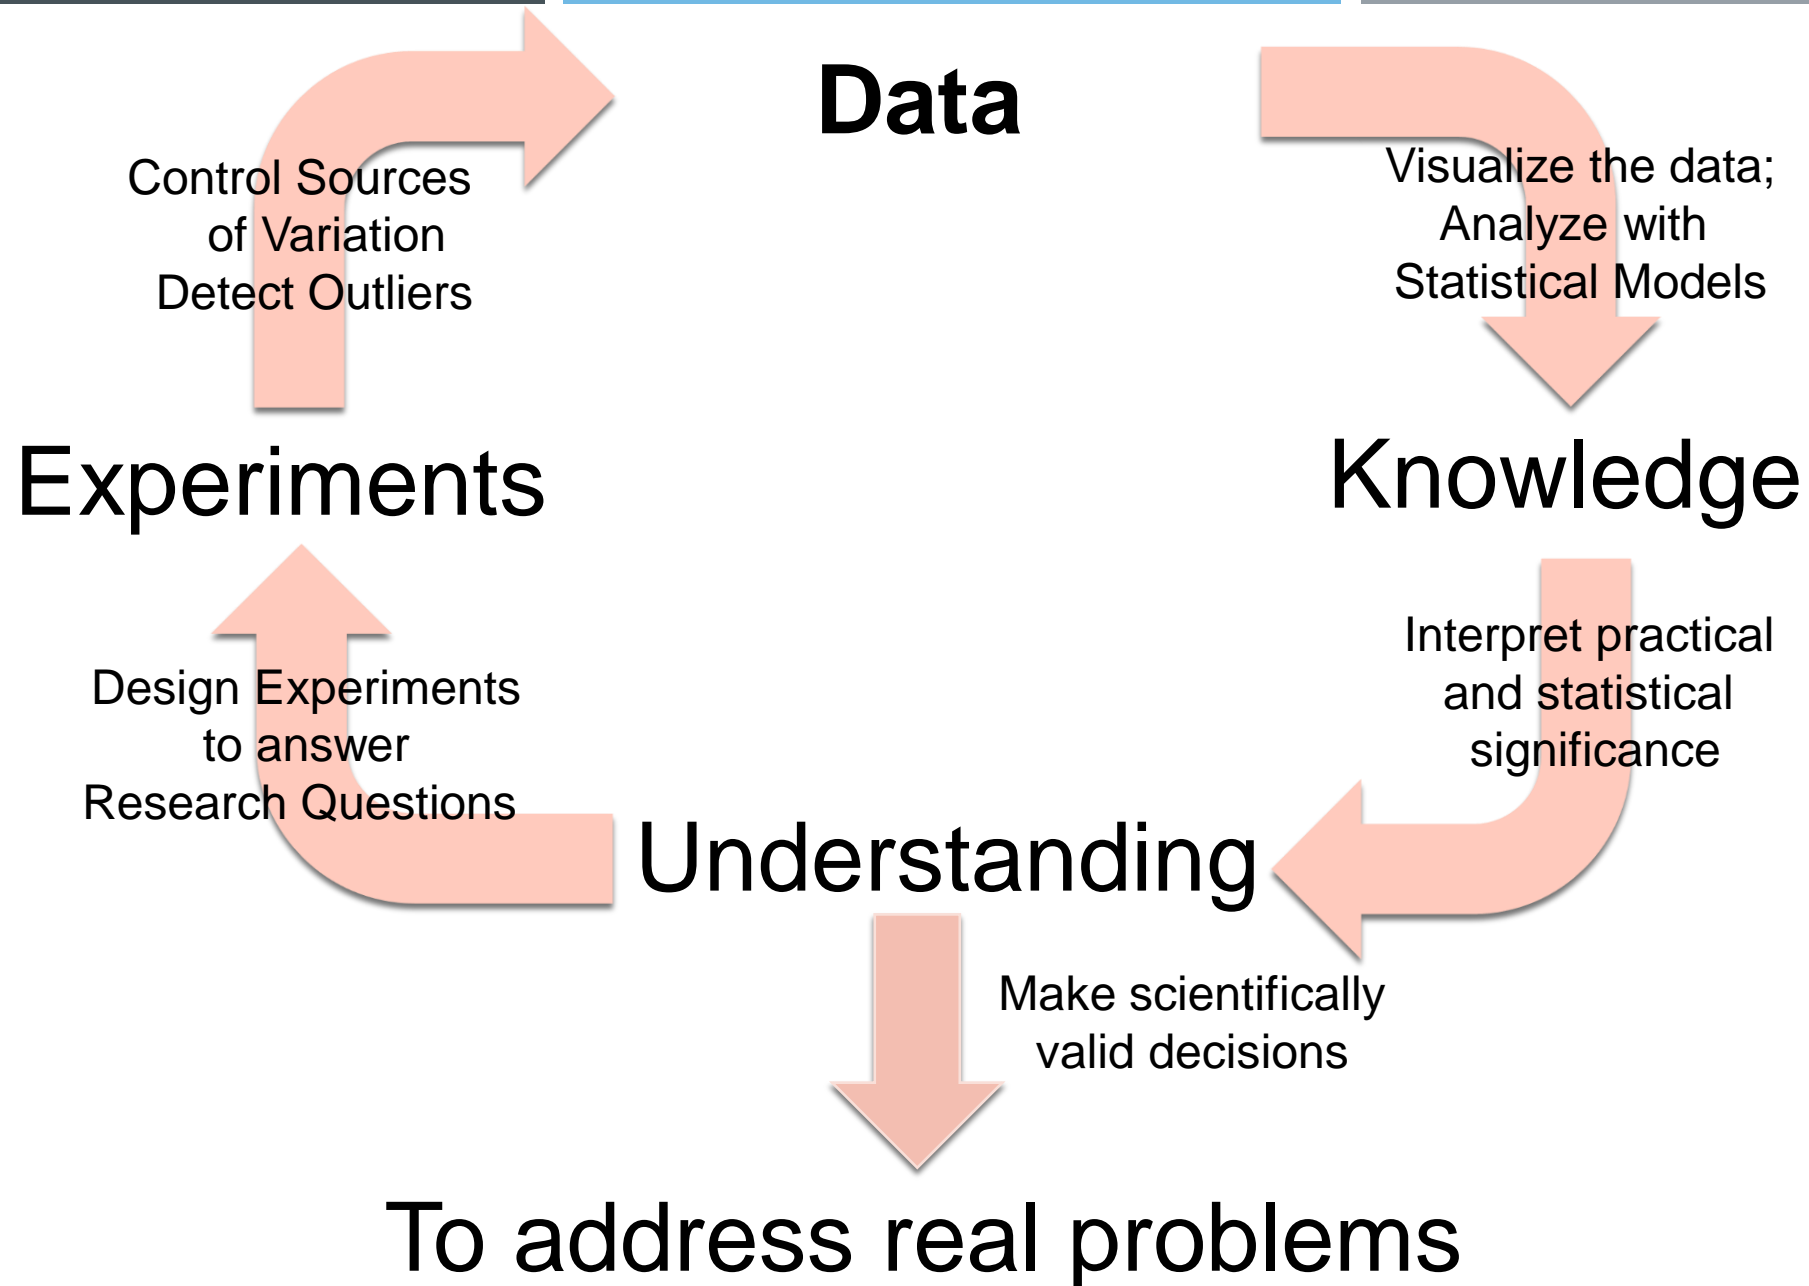 Data
Control Sources
of Variation
Detect Outliers
Visualize the data;
Analyze with
Statistical Models
Experiments
Knowledge
Design Experiments
to answer
Research Questions
Interpret practical
and statistical
significance
Understanding
Make scientifically
valid decisions
To address real problems